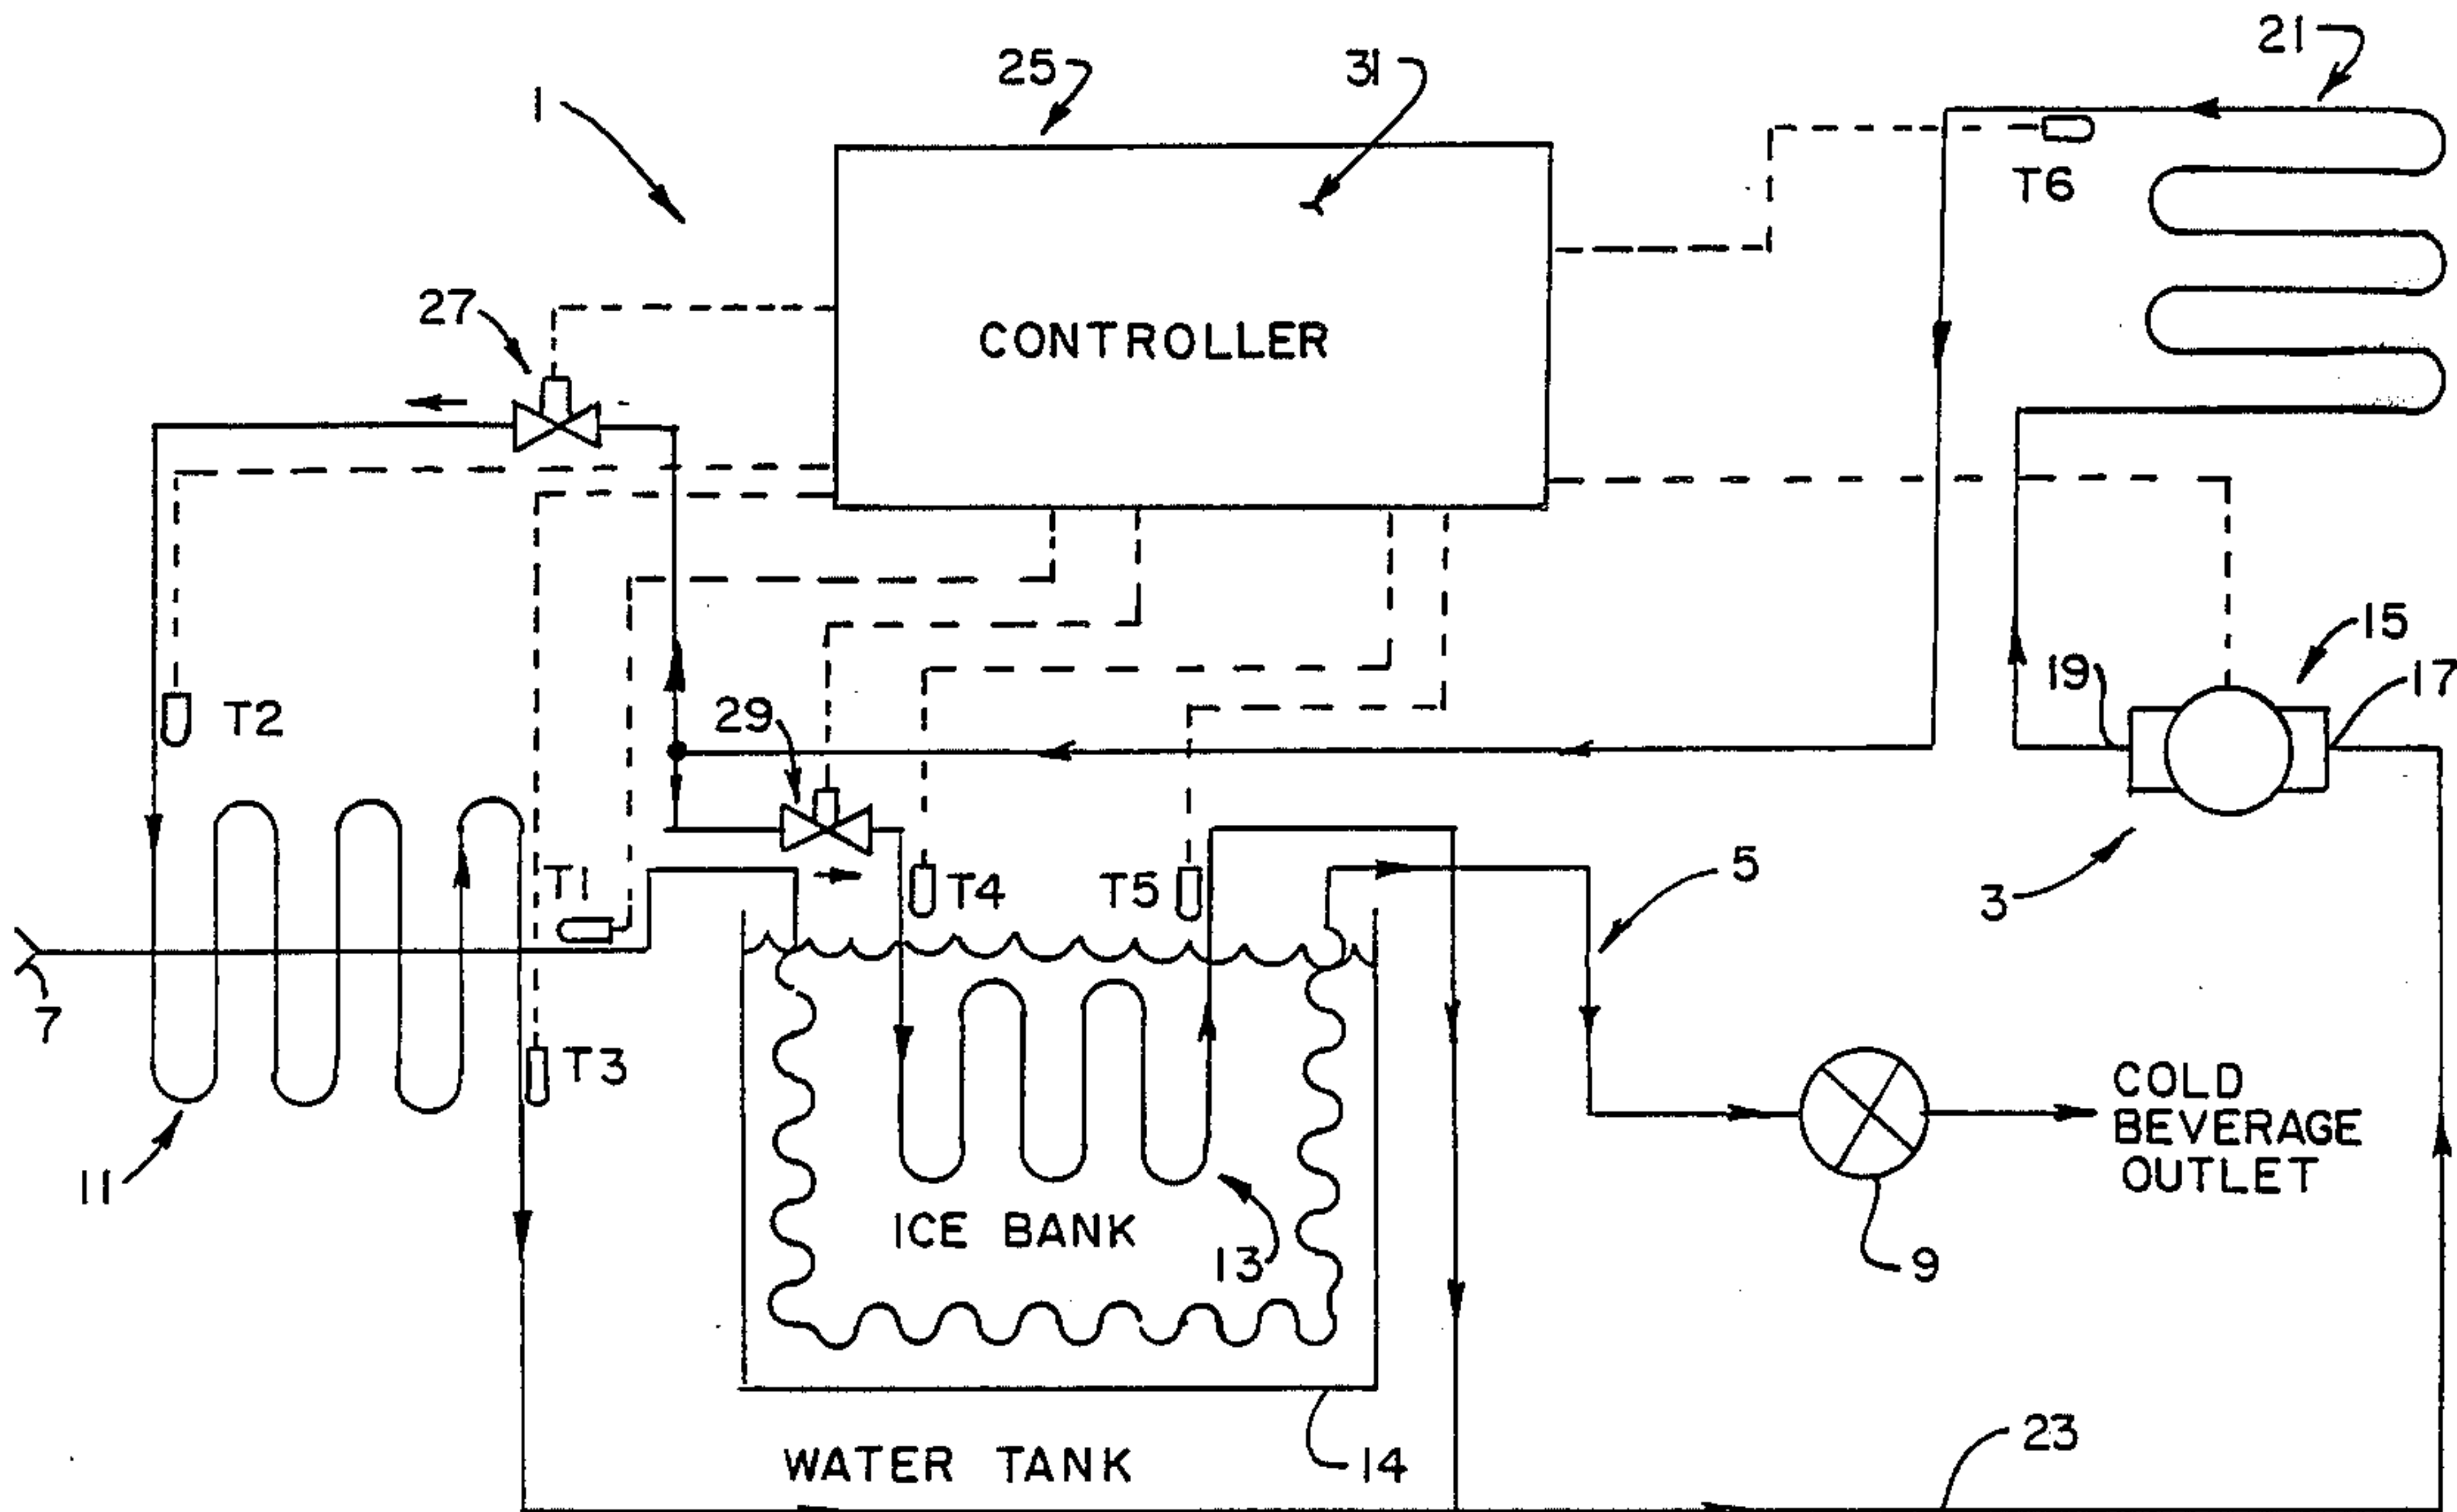 21
25
31
1
T6
27
CONTROLLER
15
19
17
T2
29
T1
T4
T5
5
3
7
T3
COLD
BEVERAGE
OUTLET
11
ICE BANK
13
9
23
WATER TANK
14